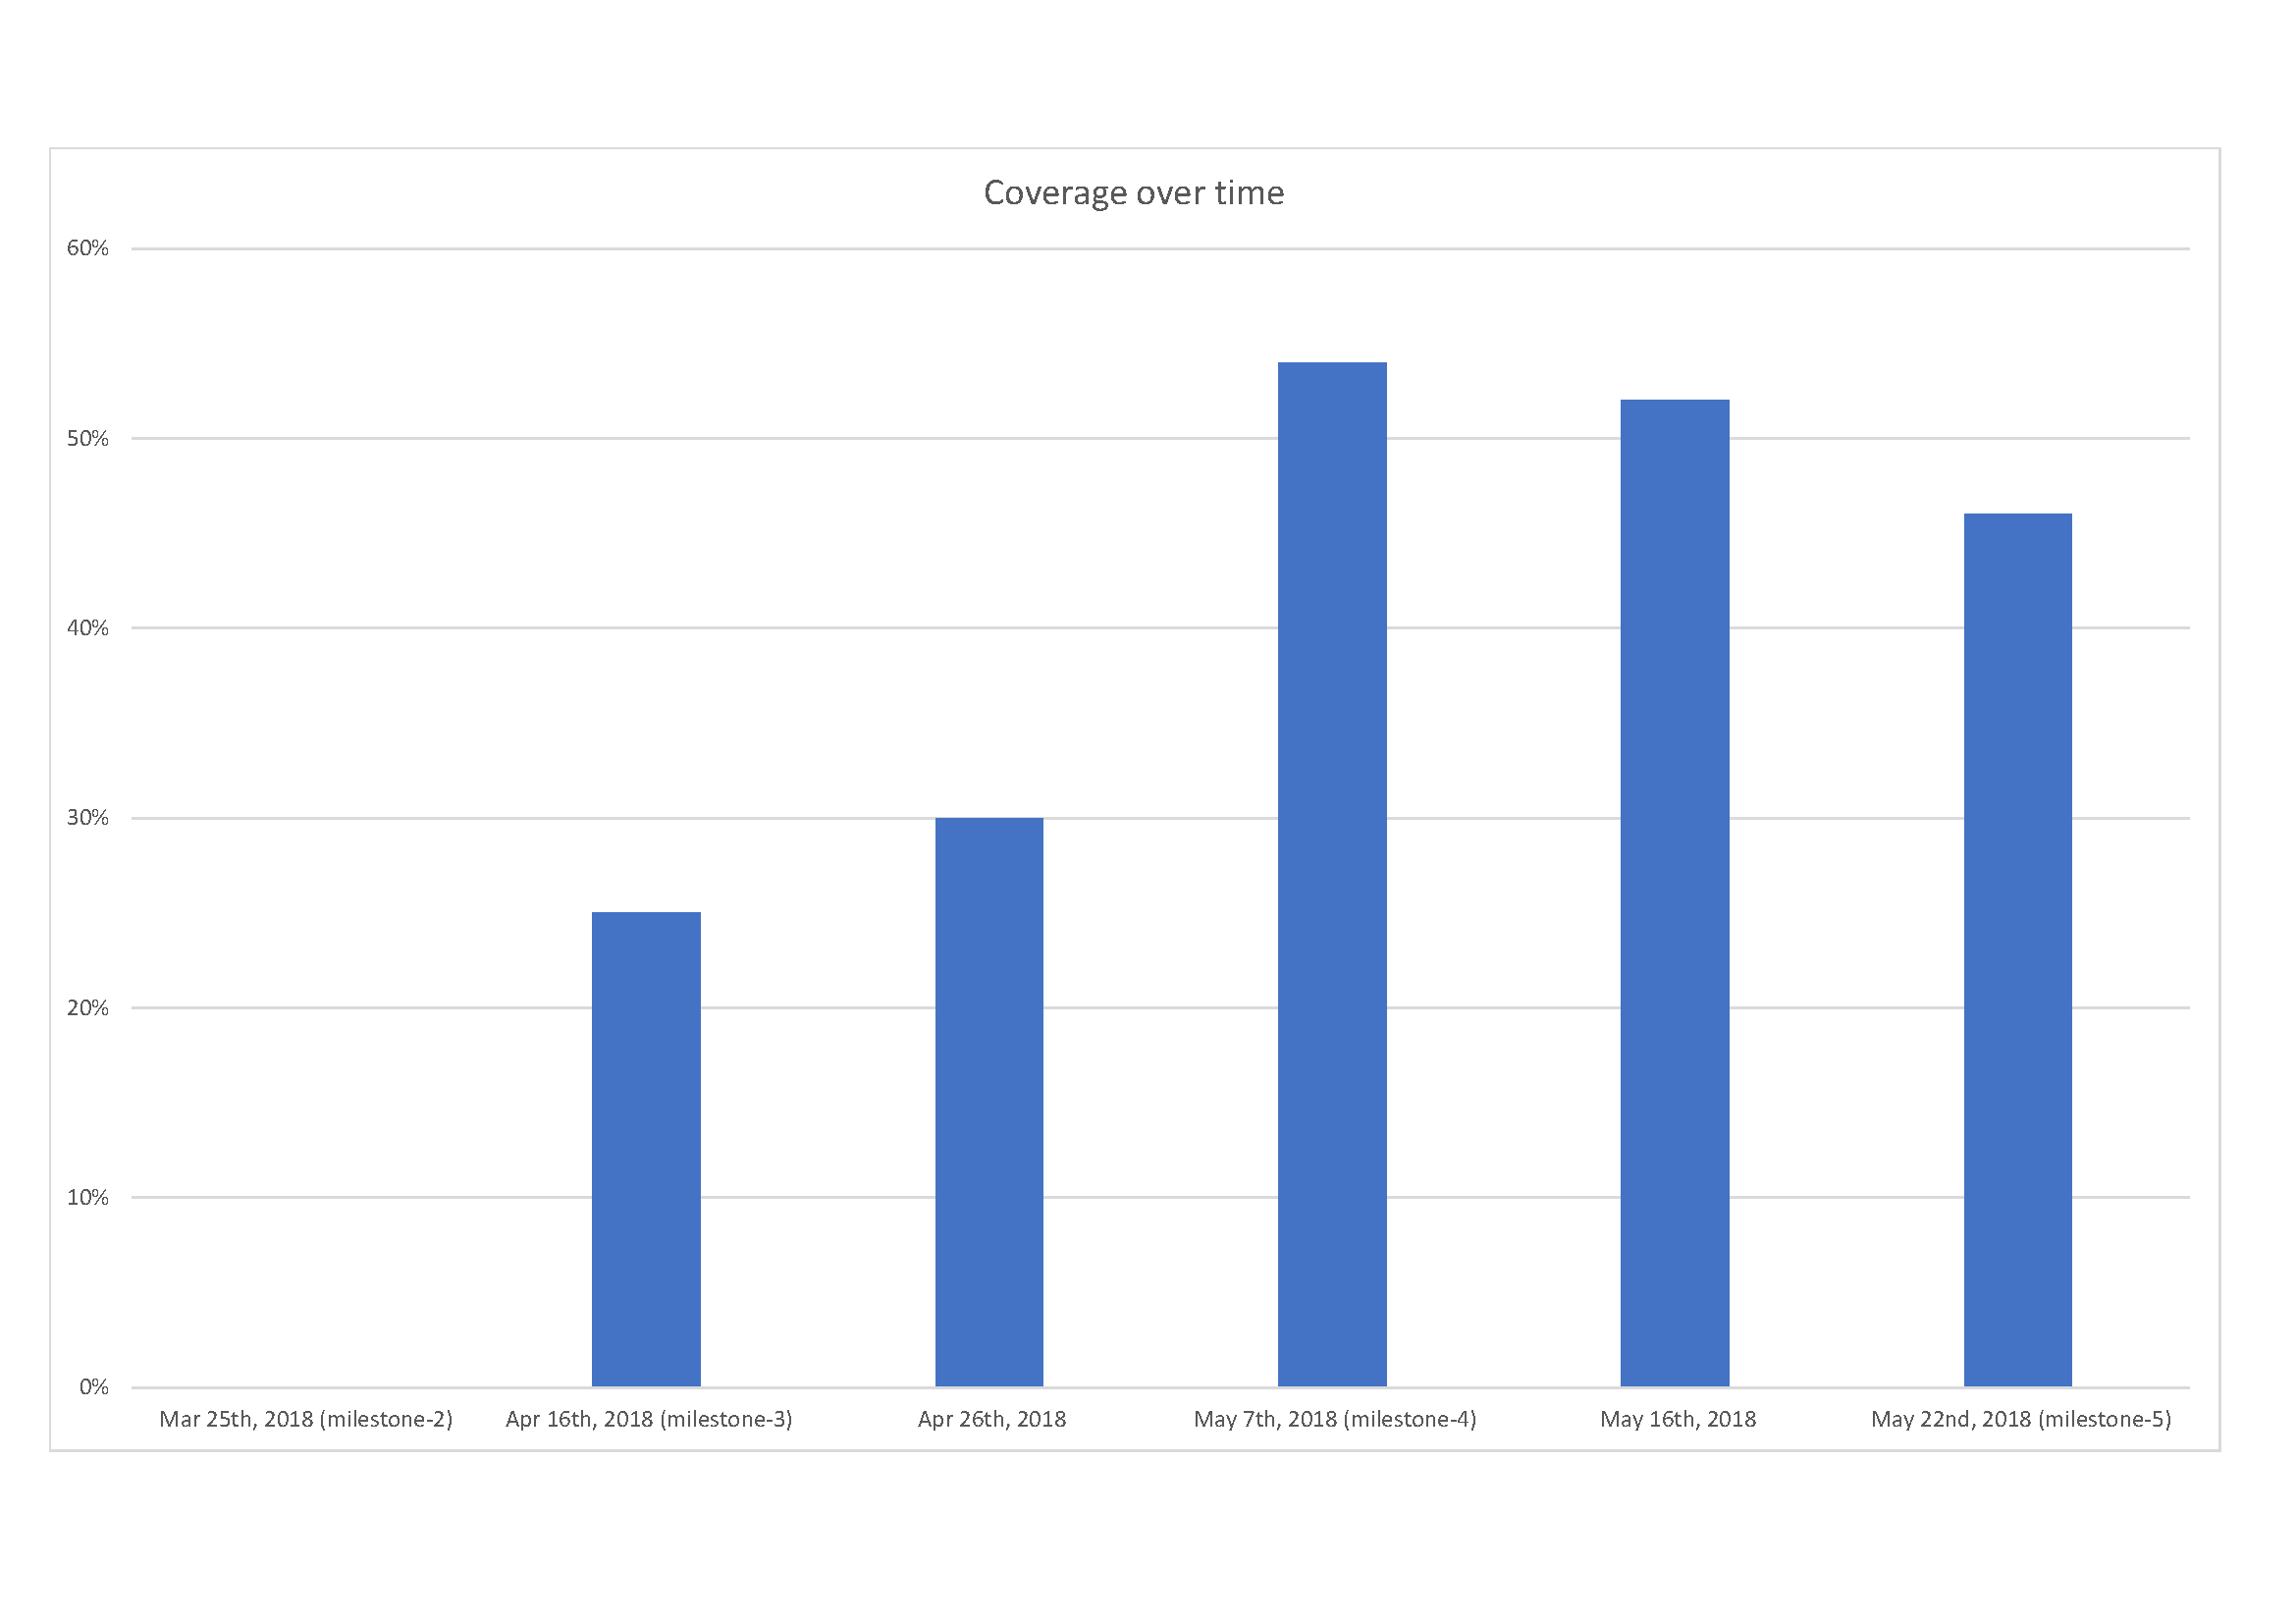 Coverage over time
60%
50%
40%
30%
20%
10%
0%
Mar 25th, 2018 (milestone-2)
Apr 16th, 2018 (milestone-3)
Apr 26th, 2018
May 7th, 2018 (milestone-4)
May 16th, 2018
May 22nd, 2018 (milestone-5)